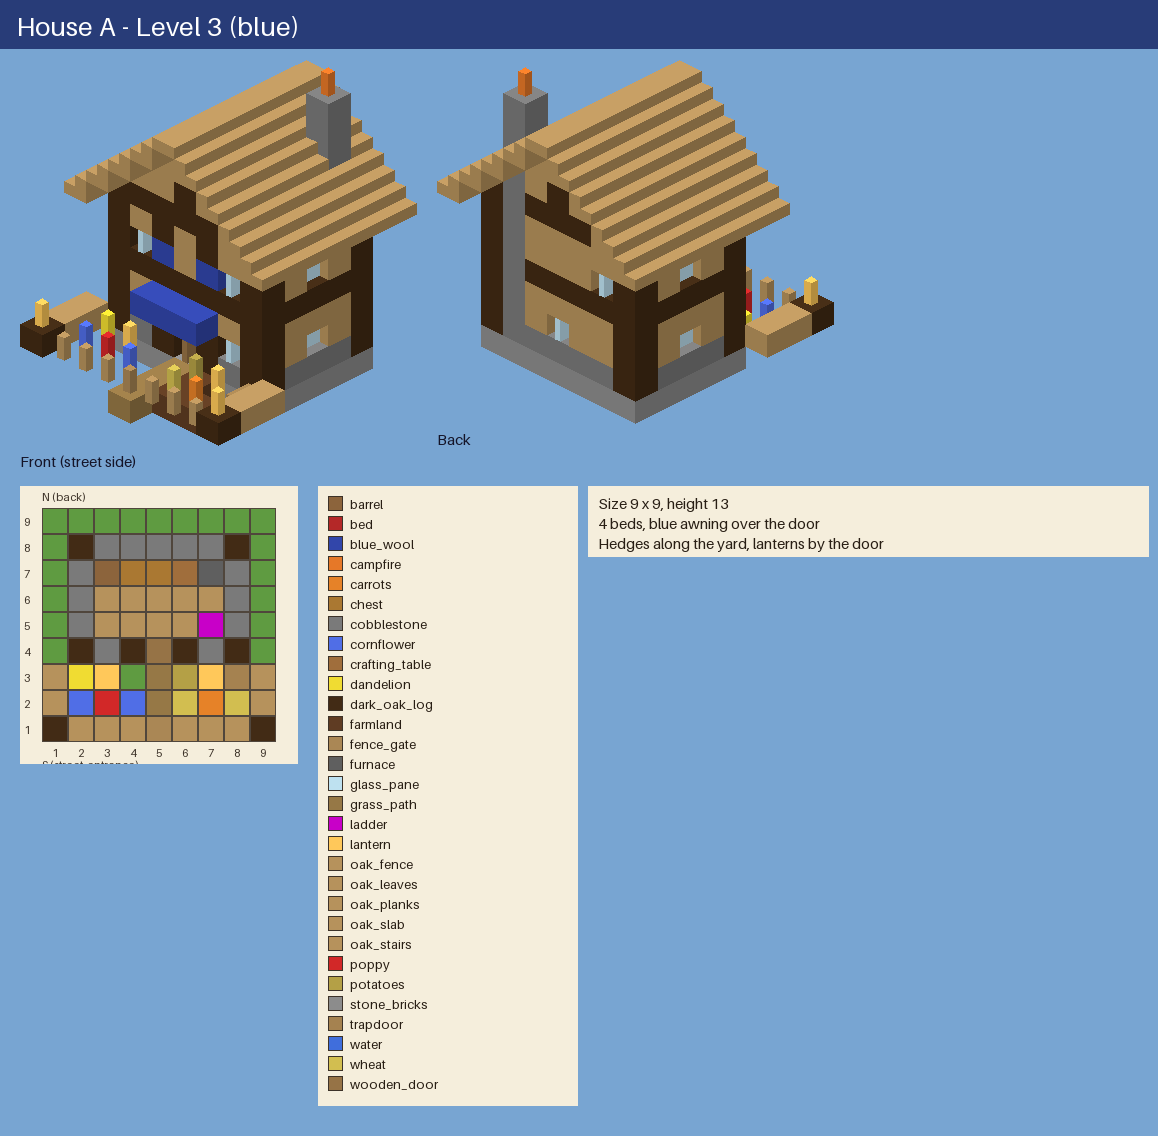 House A - Level 3 (blue)
Back
Front (street side)
N (back)
9
8
7
6
5
4
3
2
1
1 2 3 4 5 6 7 8 9
S (street entrance)
barrel
bed
blue_wool
campfire
carrots
chest
cobblestone
cornflower
crafting_table
dandelion
dark_oak_log
farmland
fence_gate
furnace
glass_pane
grass_path
ladder
lantern
oak_fence
oak_leaves
oak_planks
oak_slab
oak_stairs
poppy
potatoes
stone_bricks
trapdoor
water
wheat
wooden_door
Size 9 x 9, height 13
4 beds, blue awning over the door
Hedges along the yard, lanterns by the door